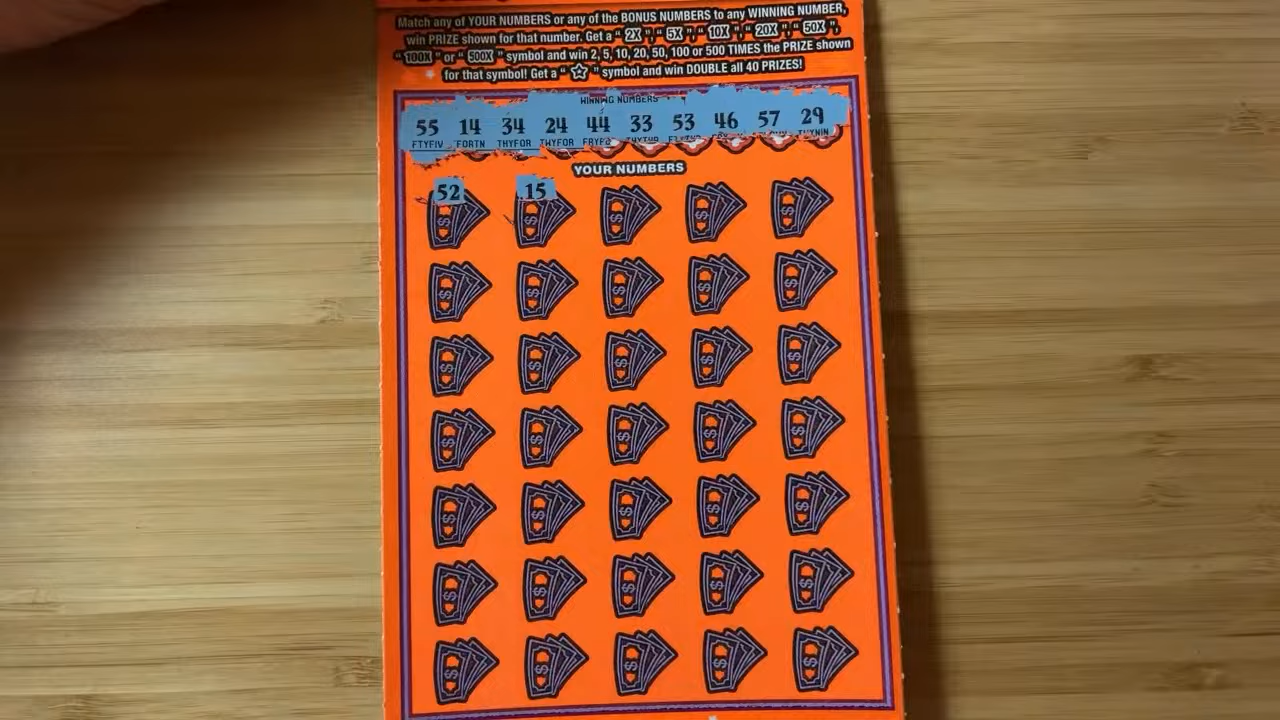 Match any of YOUR NUMBERS or any of the BONUS NUMBERS to any WINNING NUMBER,
win PRIZE shown for that number. Get a "2X", "5X", "10X", "20X", "50X",
"100X" or "500X" symbol and win 2, 5, 10, 20, 50, 100 or 500 TIMES the PRIZE shown
for that symbol! Get a "☆" symbol and win DOUBLE all 40 PRIZES!
WINNING NUMBERS
55 14 34 24 44 33 53 46 57 29
FTYFIV FORTN THYFOR TWYFOR
YOUR NUMBERS
52 15